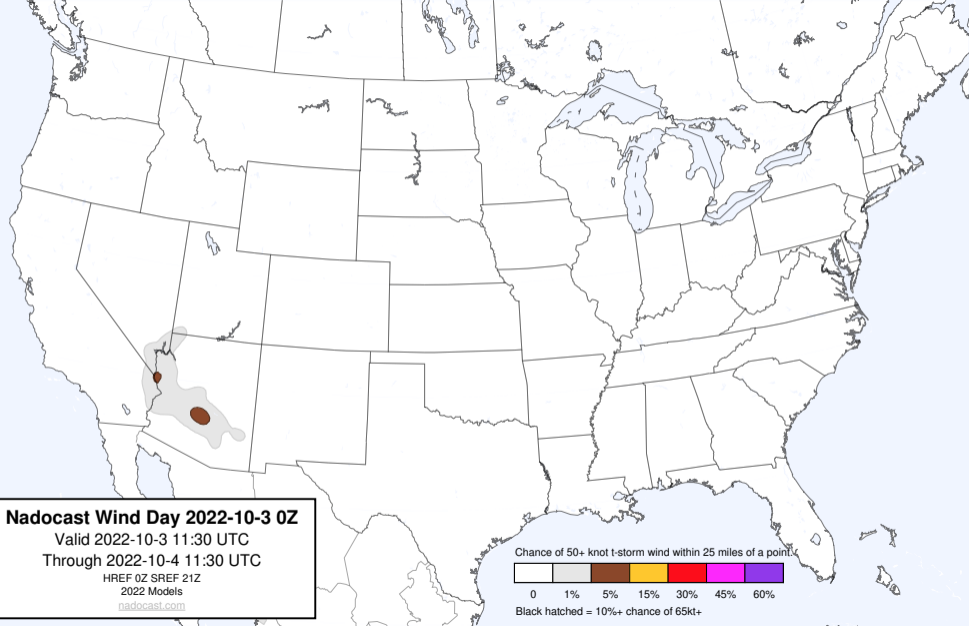 Nadocast Wind Day 2022-10-3 0Z
Valid 2022-10-3 11:30 UTC
Through 2022-10-4 11:30 UTC
HREF 0Z SREF 21Z
2022 Models
nadocast.com
Chance of 50+ knot t-storm wind within 25 miles of a point.
0 1% 5% 15% 30% 45% 60%
Black hatched = 10%+ chance of 65kt+